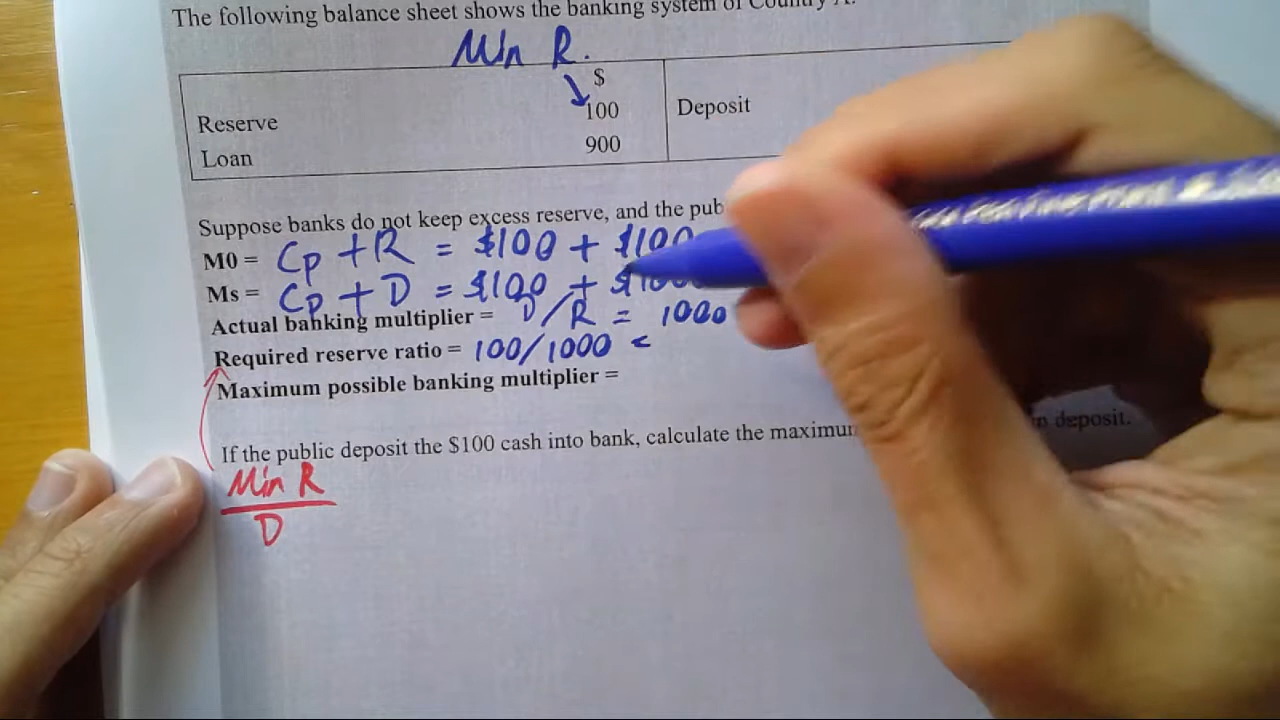 The following balance sheet shows the banking system of Country A.
Min R.
$
Reserve 100 Deposit
Loan 900
Suppose banks do not keep excess reserve, and the pub
M0 = Cp + R = $100 + $100
Ms = Cp + D = $100 + $1000
Actual banking multiplier = D/R = 1000
Required reserve ratio = 100/1000 =
Maximum possible banking multiplier =
If the public deposit the $100 cash into bank, calculate the maximum in deposit.
Min R
D